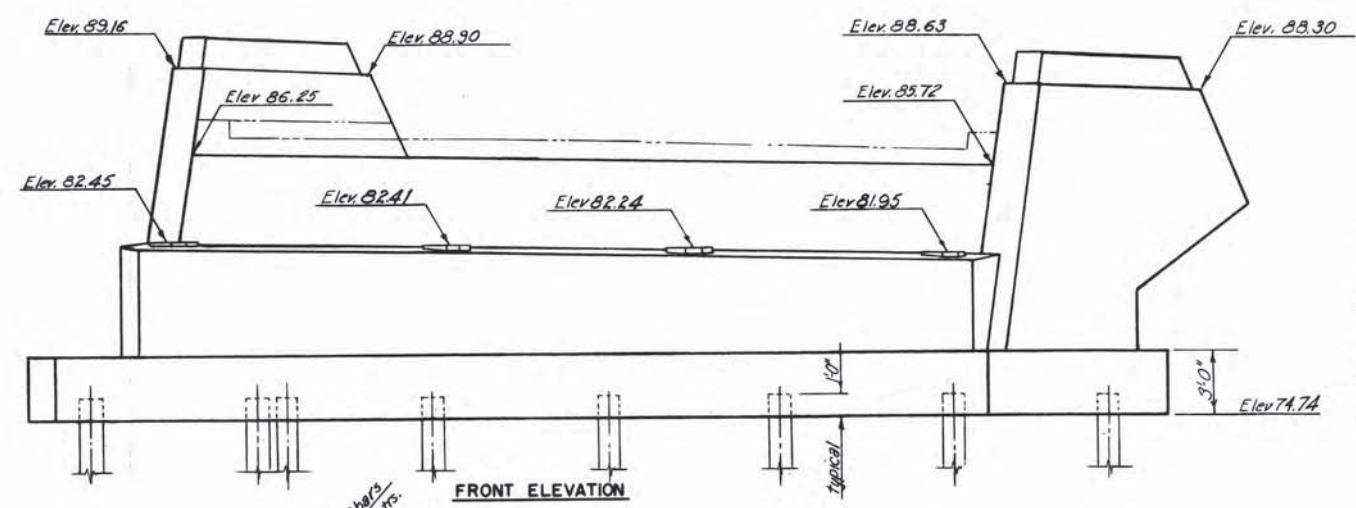 Elev. 89.16
Elev. 88.90
Elev. 88.63
Elev. 88.30
Elev 86.25
Elev. 85.72
Elev. 82.45
Elev. 82.41
Elev 82.24
Elev 81.95
1'-0"
3'-0"
Elev 74.74
typical
FRONT ELEVATION
bars